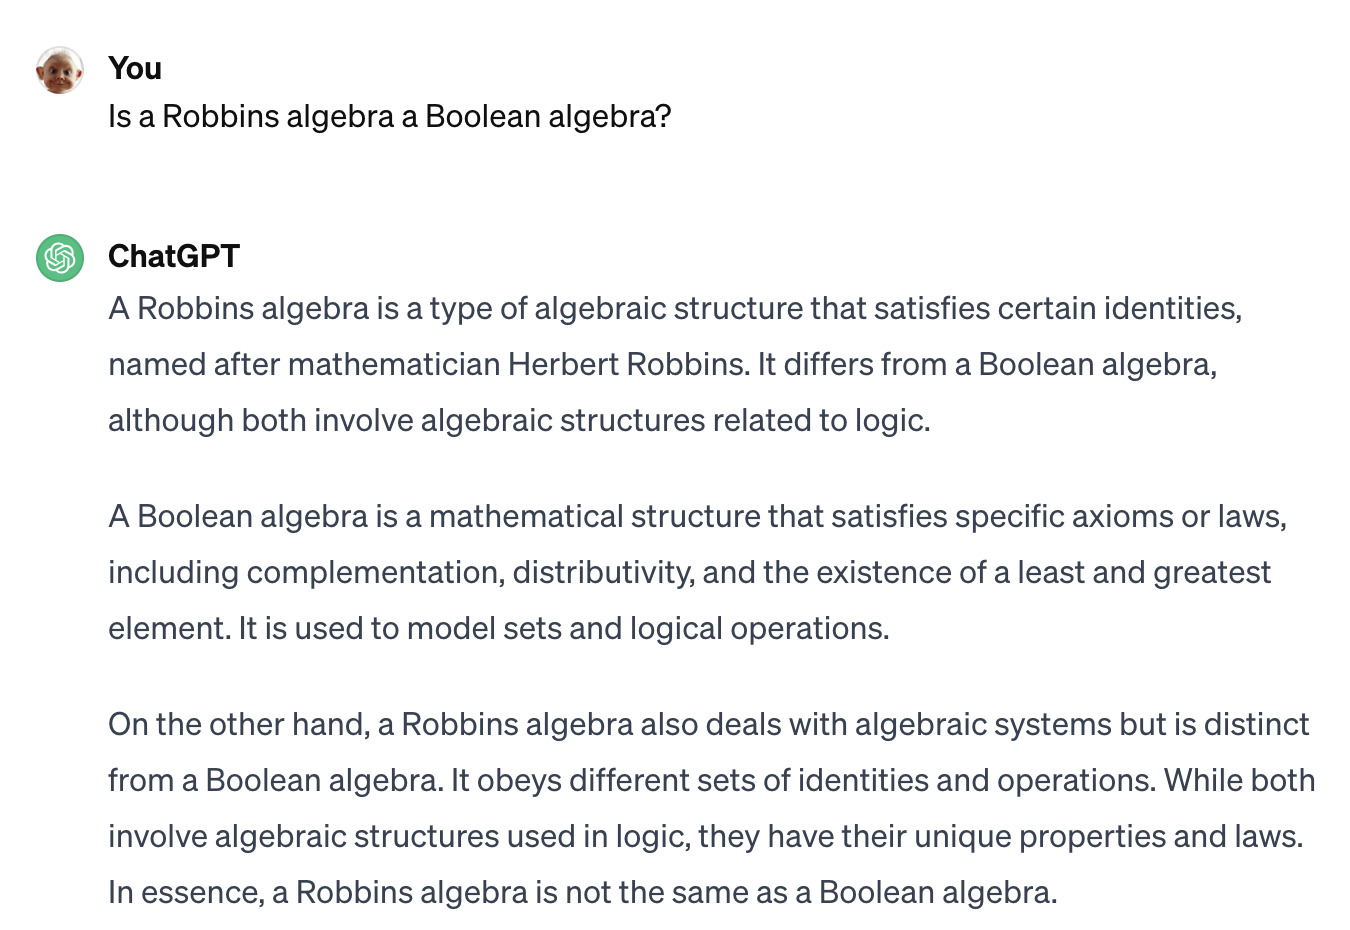 You
Is a Robbins algebra a Boolean algebra?
ChatGPT
A Robbins algebra is a type of algebraic structure that satisfies certain identities,
named after mathematician Herbert Robbins. It differs from a Boolean algebra,
although both involve algebraic structures related to logic.
A Boolean algebra is a mathematical structure that satisfies specific axioms or laws,
including complementation, distributivity, and the existence of a least and greatest
element. It is used to model sets and logical operations.
On the other hand, a Robbins algebra also deals with algebraic systems but is distinct
from a Boolean algebra. It obeys different sets of identities and operations. While both
involve algebraic structures used in logic, they have their unique properties and laws.
In essence, a Robbins algebra is not the same as a Boolean algebra.